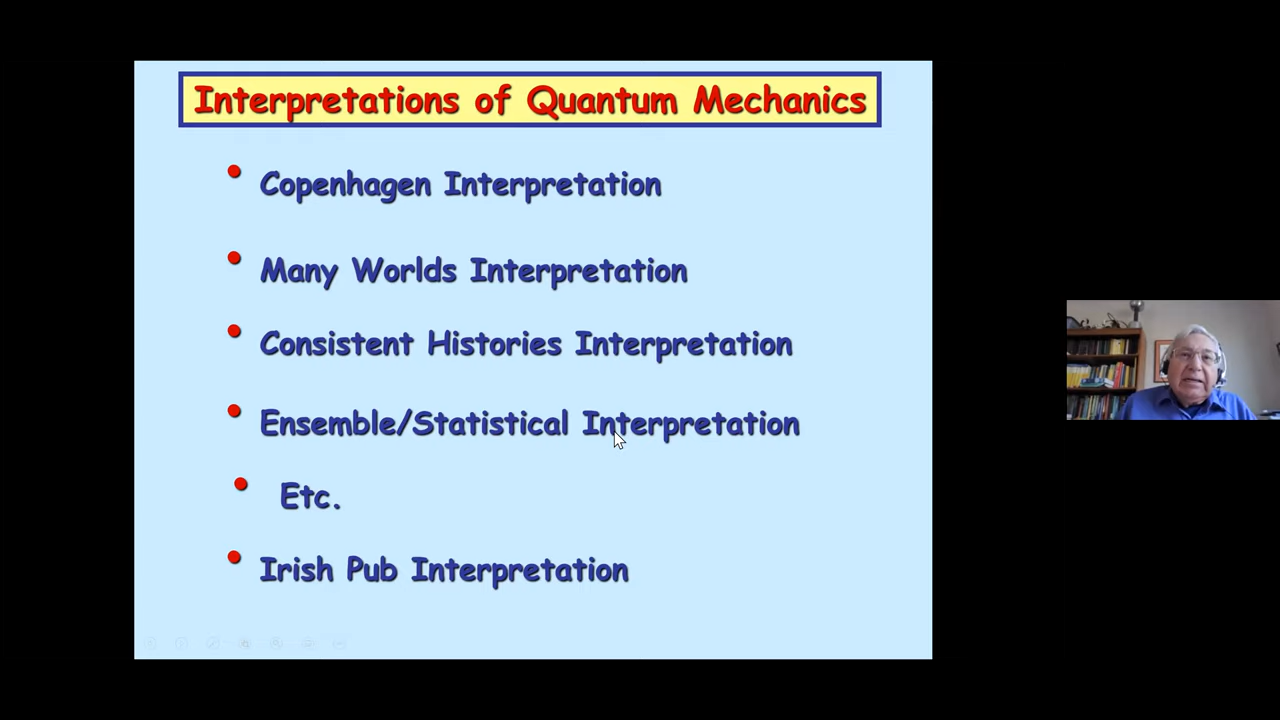 Interpretations of Quantum Mechanics
• Copenhagen Interpretation
• Many Worlds Interpretation
• Consistent Histories Interpretation
• Ensemble/Statistical Interpretation
• Etc.
• Irish Pub Interpretation